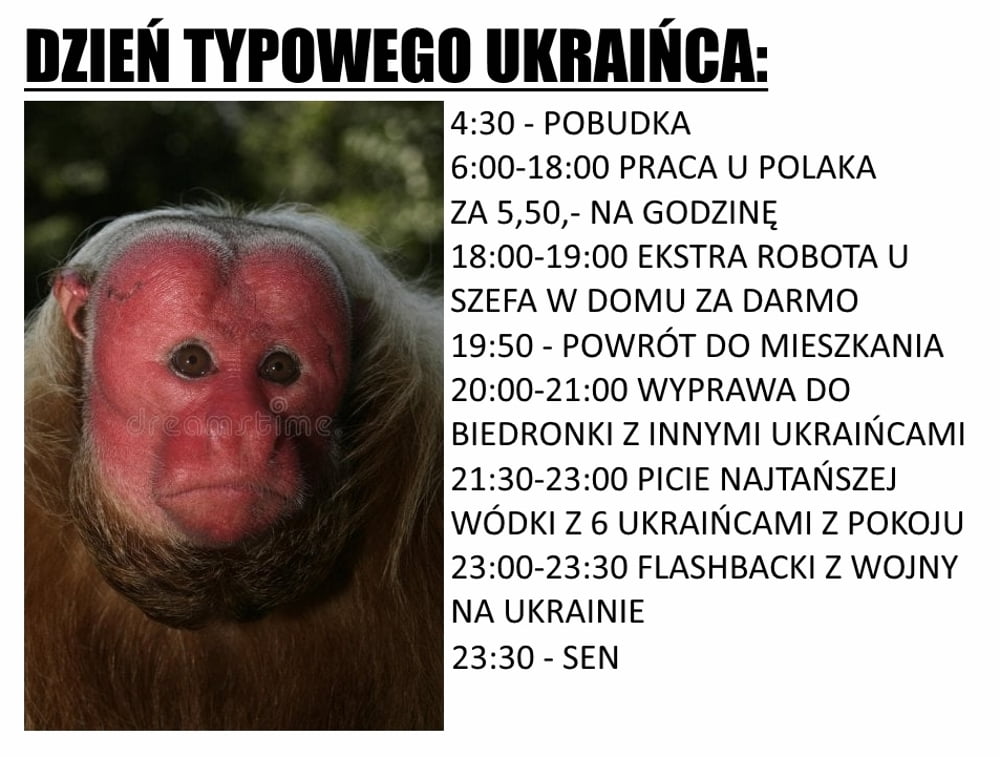 DZIEŃ TYPOWEGO UKRAIŃCA:
4:30 - POBUDKA
6:00-18:00 PRACA U POLAKA
ZA 5,50,- NA GODZINĘ
18:00-19:00 EKSTRA ROBOTA U
SZEFA W DOMU ZA DARMO
19:50 - POWRÓT DO MIESZKANIA
20:00-21:00 WYPRAWA DO
BIEDRONKI Z INNYMI UKRAIŃCAMI
21:30-23:00 PICIE NAJTAŃSZEJ
WÓDKI Z 6 UKRAIŃCAMI Z POKOJU
23:00-23:30 FLASHBACKI Z WOJNY
NA UKRAINIE
23:30 - SEN
dreamstime